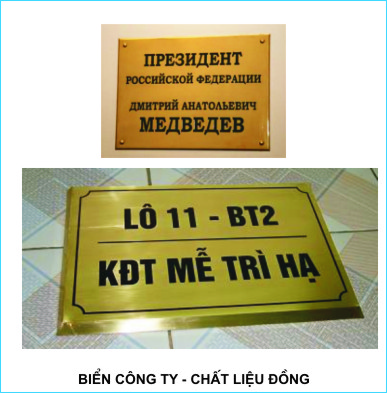 ПРЕЗИДЕНТ
РОССИЙСКОЙ ФЕДЕРАЦИИ
ДМИТРИЙ АНАТОЛЬЕВИЧ
МЕДВЕДЕВ
LÔ 11 - BT2
KĐT MỄ TRÌ HẠ
BIỂN CÔNG TY - CHẤT LIỆU ĐỒNG